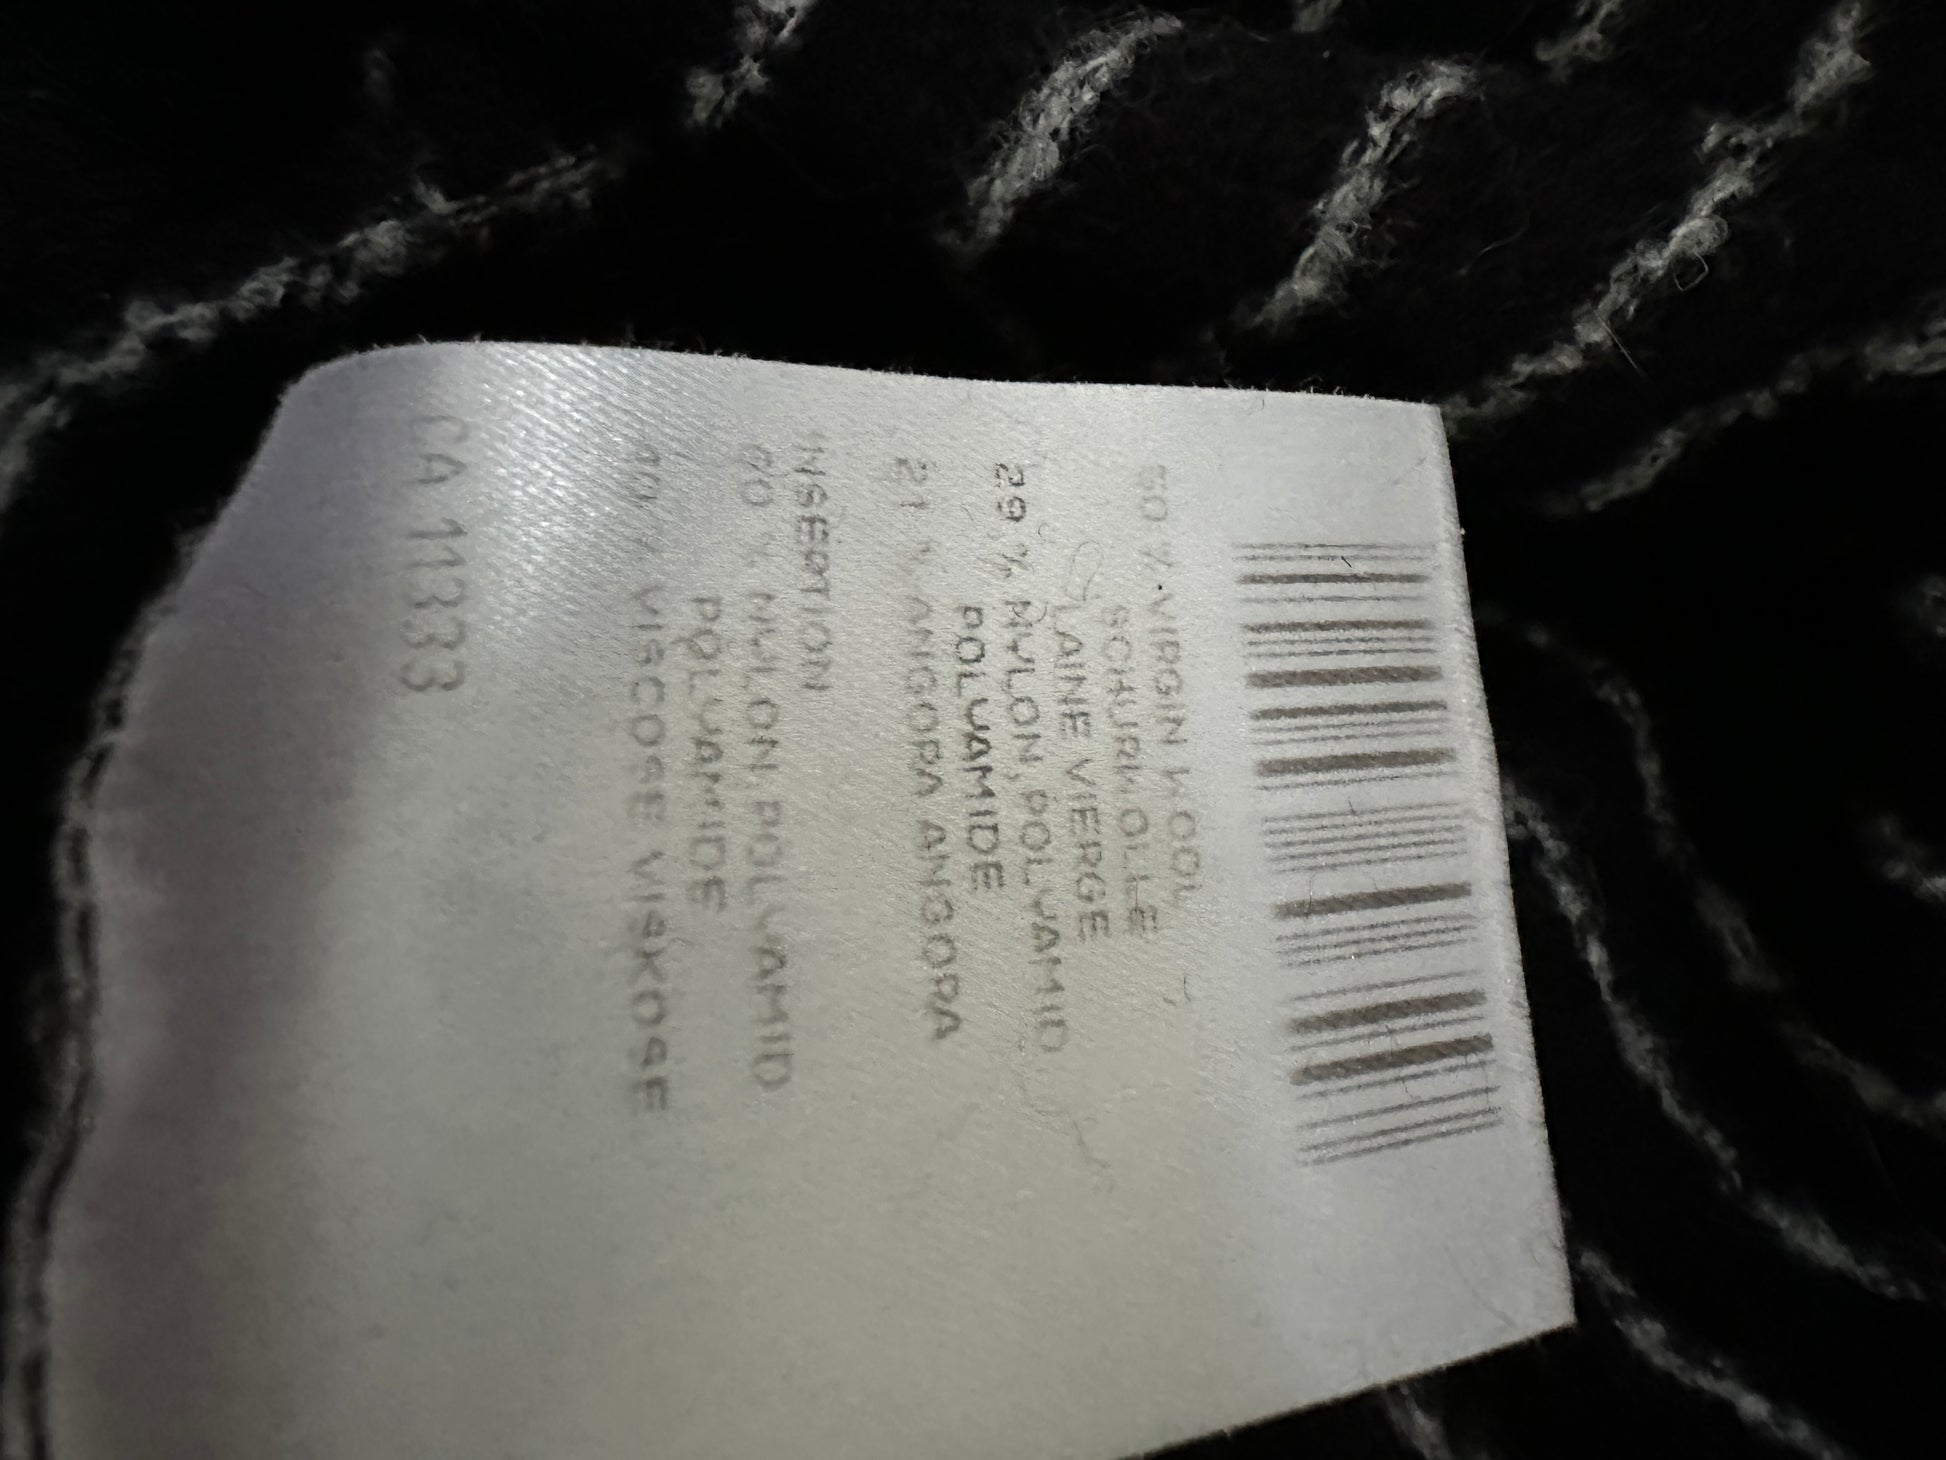 50 % VIRGIN WOOL
SCHURWOLLE
LAINE VIERGE
29 % NYLON, POLYAMID
POLYAMIDE
21 % ANGORA ANGORA
INSERTION
60 % NYLON, POLYAMID
POLYAMIDE
40 % VISCOSE VISKOSE
CA 11333